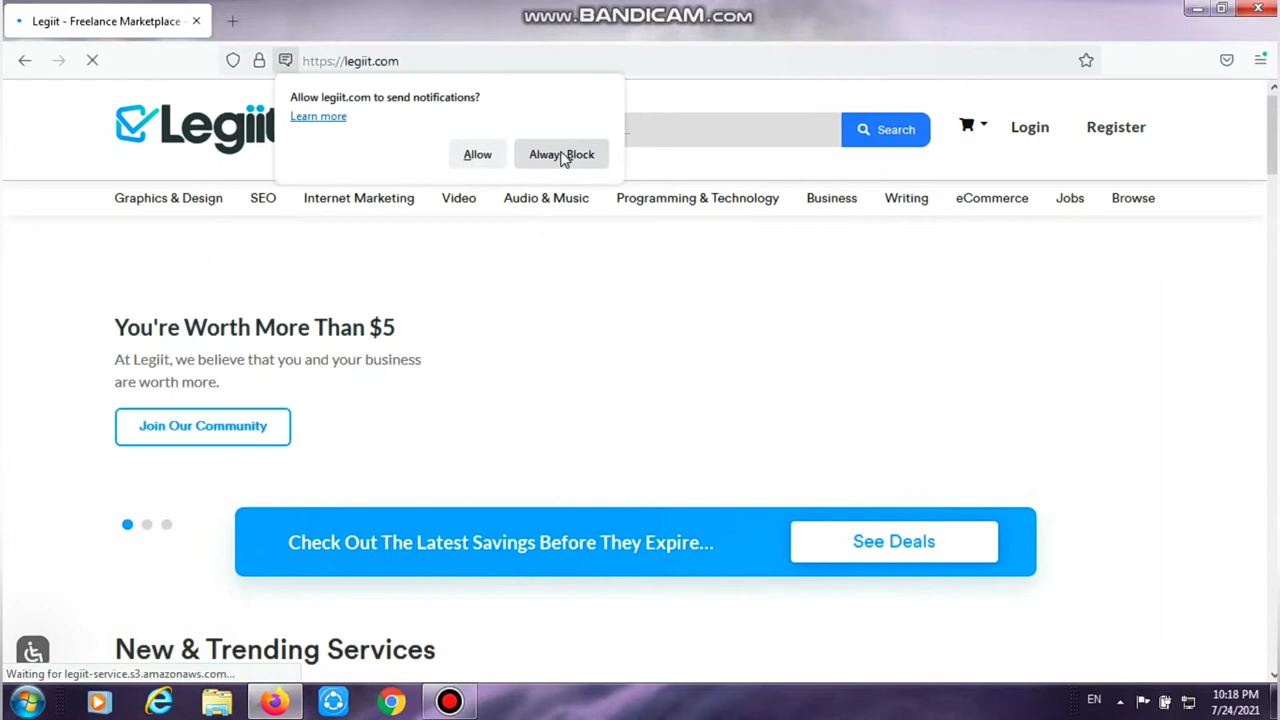 www.BANDICAM.com
Legiit - Freelance Marketplace -
https://legiit.com
Allow legiit.com to send notifications?
Learn more
Allow
Always Block
Legiit
Search
Login
Register
Graphics & Design
SEO
Internet Marketing
Video
Audio & Music
Programming & Technology
Business
Writing
eCommerce
Jobs
Browse
You're Worth More Than $5
At Legiit, we believe that you and your business
are worth more.
Join Our Community
Check Out The Latest Savings Before They Expire...
See Deals
New & Trending Services
Waiting for legiit-service.s3.amazonaws.com...
EN
10:18 PM
7/24/2021